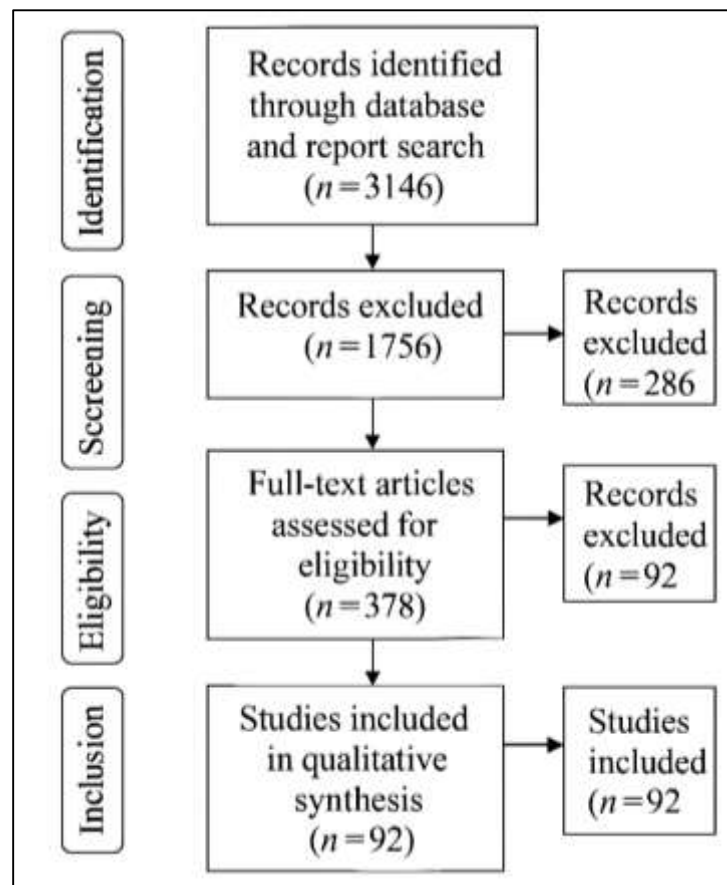 Identification
Records identified
through database
and report search
(n=3146)
Sccreening
Records excluded
(n=1756)
Records
excluded
(n=286
Eligibility
Full-text articles
assessed for
eligibility
(n=378)
Records
excluded
(n=92
Inclusion
Studies included
in qualitative
synthesis
(n=92)
Studies
included
(n=92